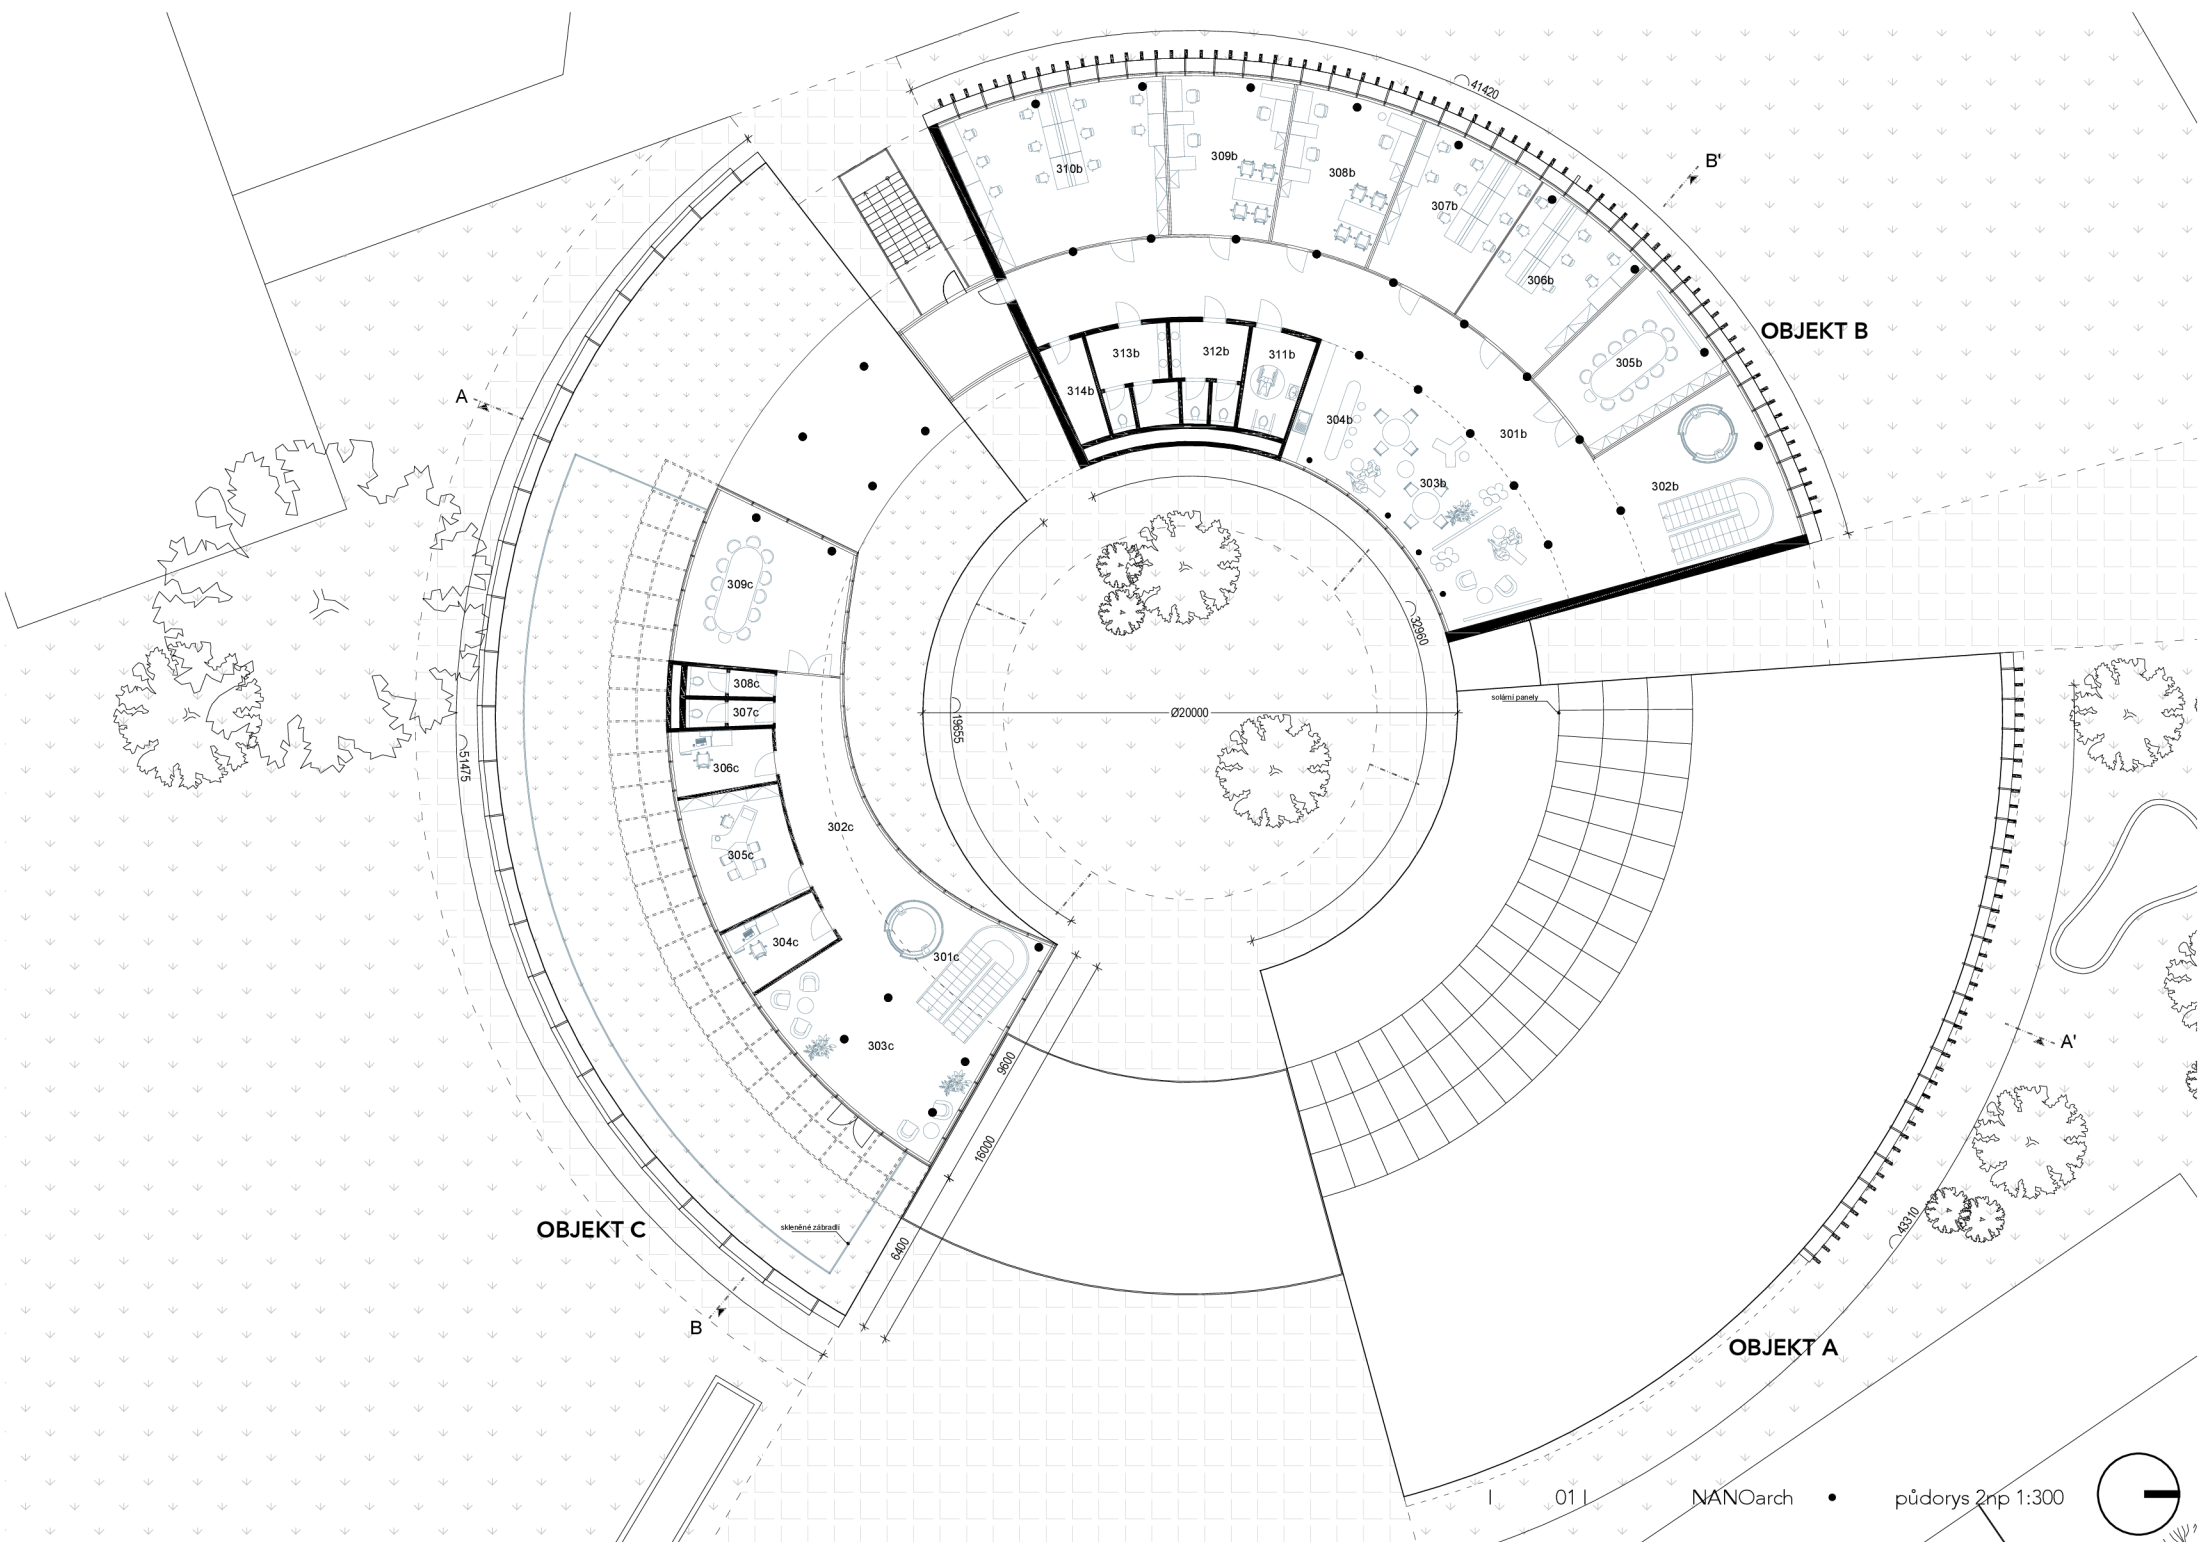 41420
B'
310b
309b
308b
307b
306b
OBJEKT B
313b
312b
311b
305b
314b
A
304b
301b
303b
302b
309c
32960
308c
solární panely
307c
Ø20000
19655
51475
306c
302c
305c
304c
301c
303c
A'
9600
16000
43310
skleněné zábradlí
OBJEKT C
6400
B
OBJEKT A
01
NANOarch • půdorys 2np 1:300